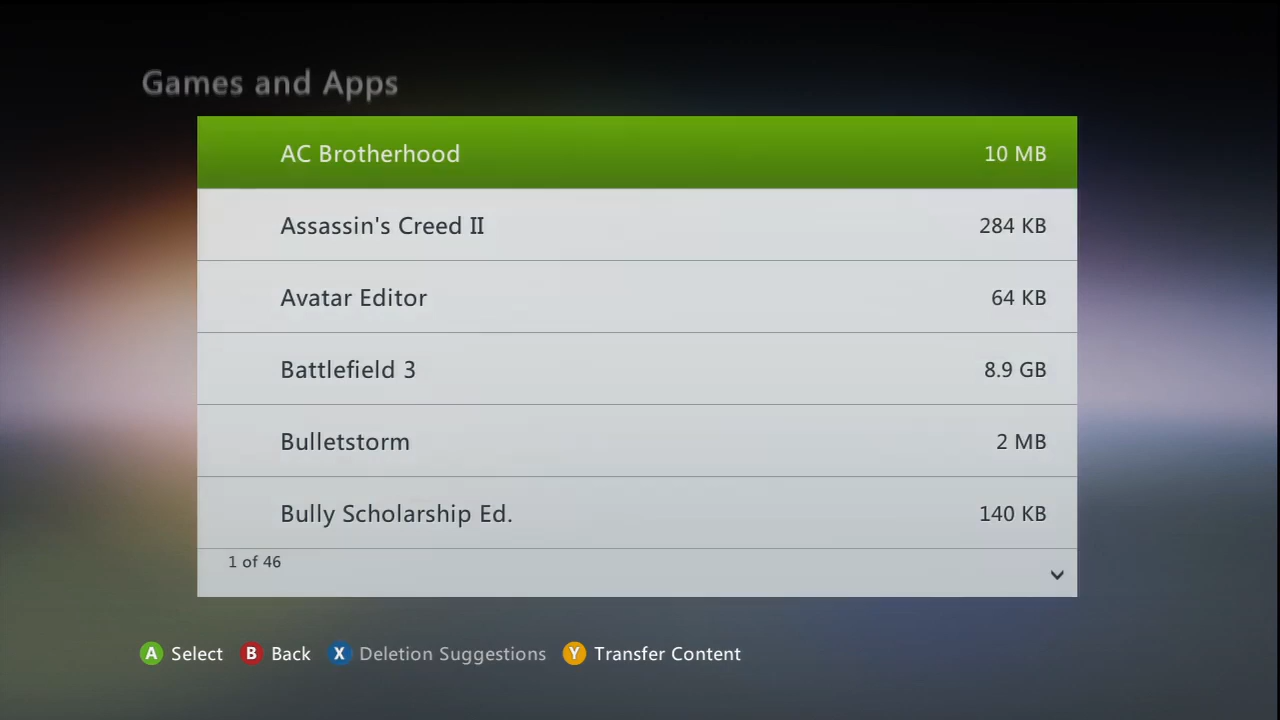 Games and Apps
AC Brotherhood 10 MB
Assassin's Creed II 284 KB
Avatar Editor 64 KB
Battlefield 3 8.9 GB
Bulletstorm 2 MB
Bully Scholarship Ed. 140 KB
1 of 46
A Select B Back X Deletion Suggestions Y Transfer Content